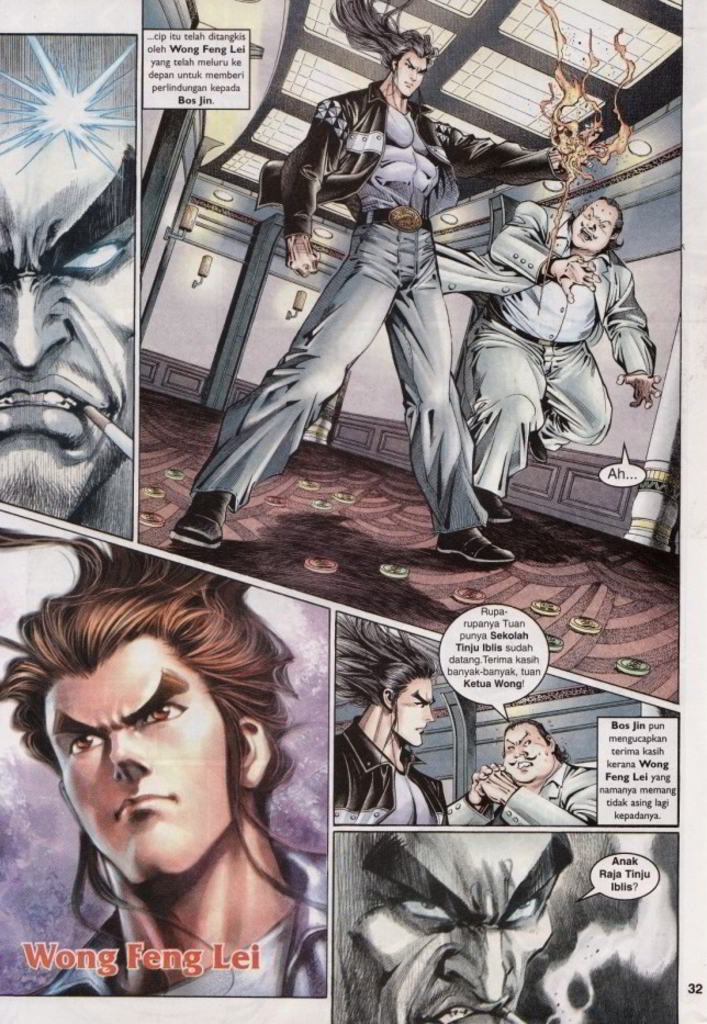 ...cip itu telah ditangkis
oleh Wong Feng Lei
yang telah meluru ke
depan untuk memberi
perlindungan kepada
Bos Jin.
Ah...
Rupa-
rupanya Tuan
punya Sekolah
Tinju Iblis sudah
datang.Terima kasih
banyak-banyak, tuan
Ketua Wong!
Bos Jin pun
mengucapkan
terima kasih
kerana Wong
Feng Lei yang
namanya memang
tidak asing lagi
kepadanya.
Wong Feng Lei
Anak
Raja Tinju
Iblis?
32